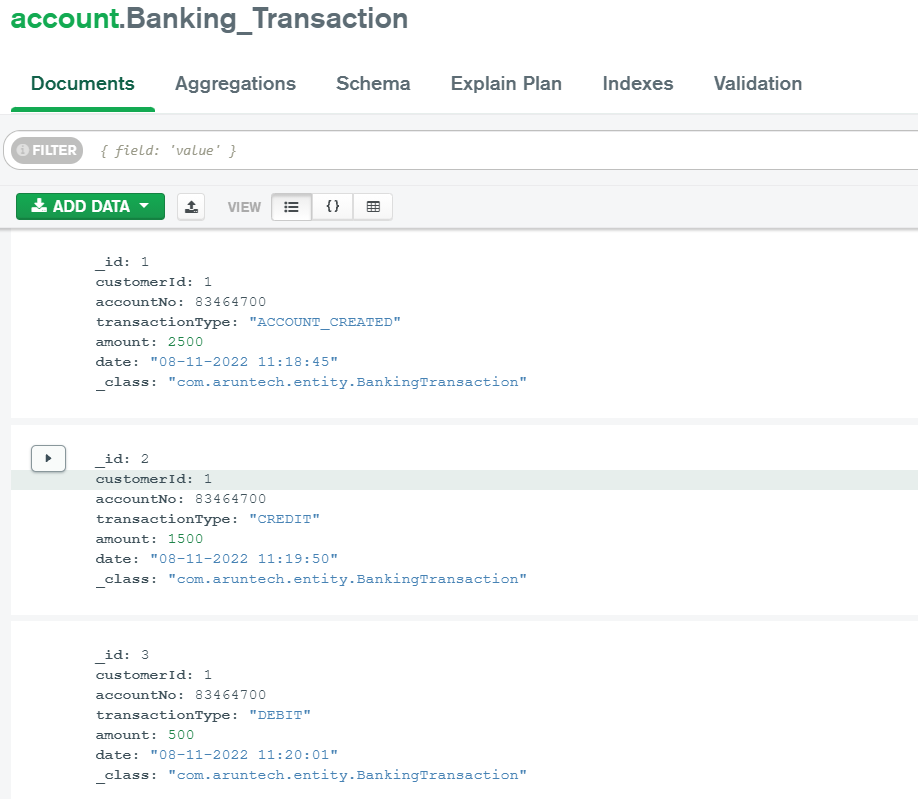 account.Banking_Transaction
Documents Aggregations Schema Explain Plan Indexes Validation
FILTER { field: 'value' }
ADD DATA VIEW {}
_id: 1
customerId: 1
accountNo: 83464700
transactionType: "ACCOUNT_CREATED"
amount: 2500
date: "08-11-2022 11:18:45"
_class: "com.aruntech.entity.BankingTransaction"
_id: 2
customerId: 1
accountNo: 83464700
transactionType: "CREDIT"
amount: 1500
date: "08-11-2022 11:19:50"
_class: "com.aruntech.entity.BankingTransaction"
_id: 3
customerId: 1
accountNo: 83464700
transactionType: "DEBIT"
amount: 500
date: "08-11-2022 11:20:01"
_class: "com.aruntech.entity.BankingTransaction"